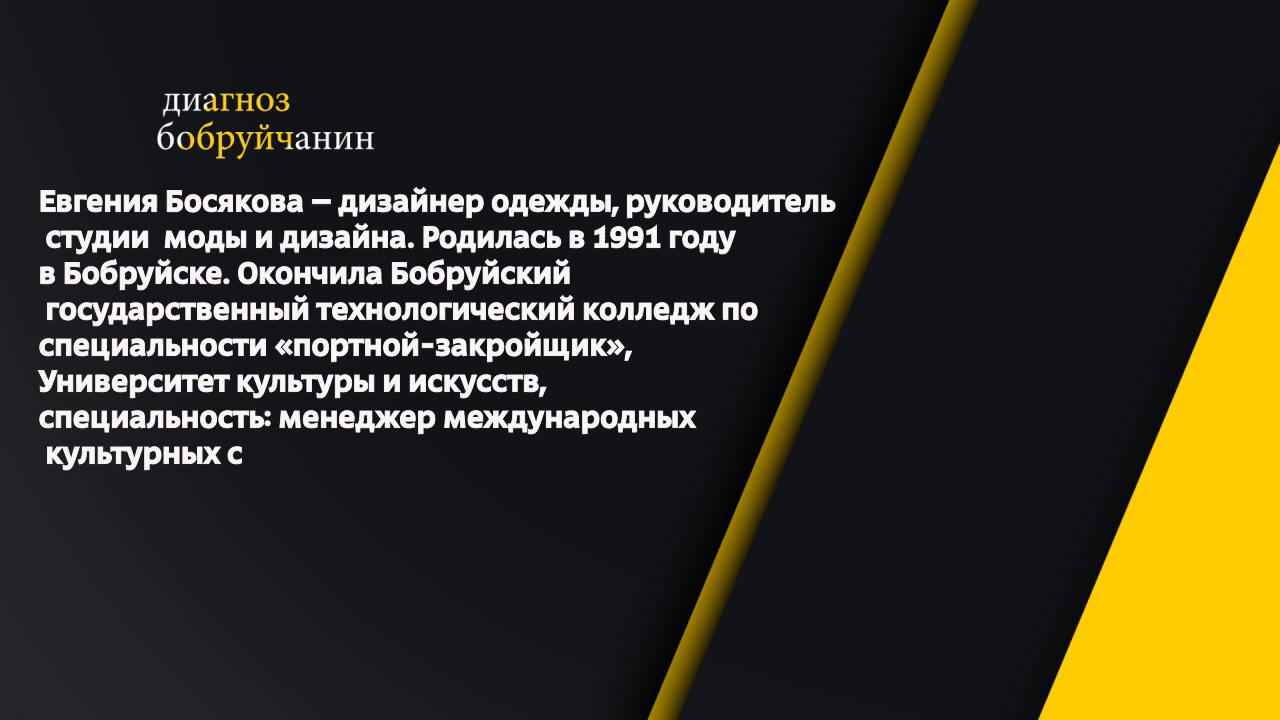 диагноз
бобруйчанин
Евгения Босякова – дизайнер одежды, руководитель
студии моды и дизайна. Родилась в 1991 году
в Бобруйске. Окончила Бобруйский
государственный технологический колледж по
специальности «портной-закройщик»,
Университет культуры и искусств,
специальность: менеджер международных
культурных с